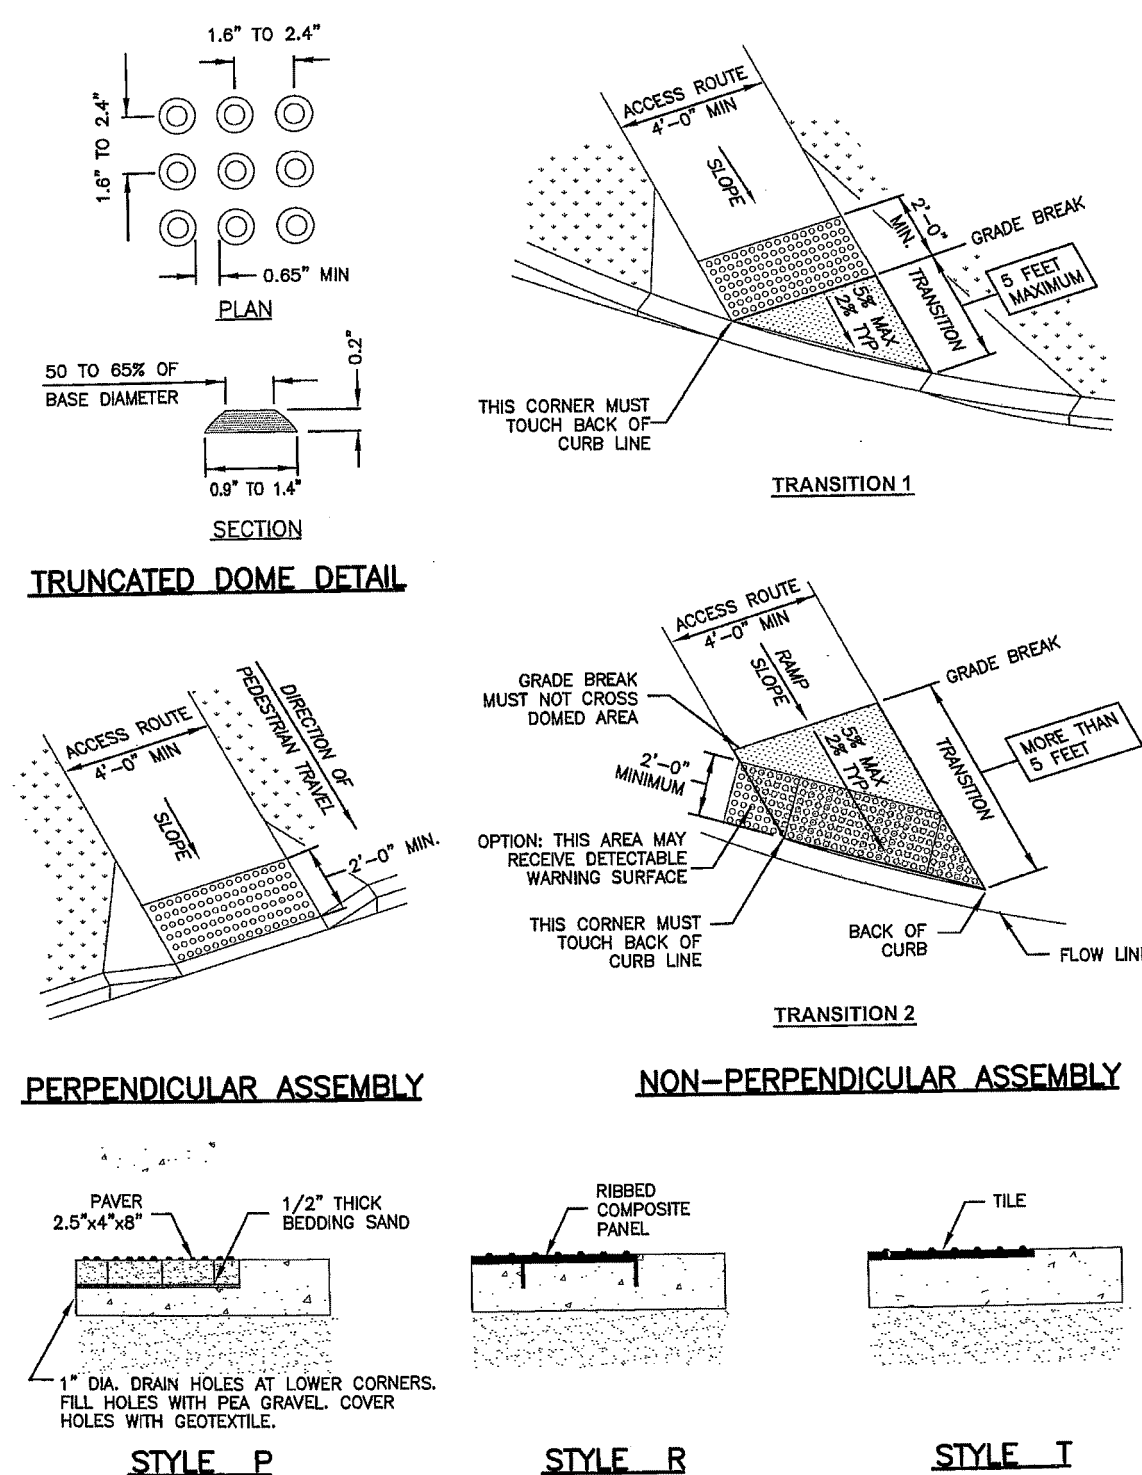 1.6" TO 2.4"
1.6" TO 2.4"
0.65" MIN
PLAN
50 TO 65% OF
BASE DIAMETER
0.2"
0.9" TO 1.4"
SECTION
TRUNCATED DOME DETAIL
ACCESS ROUTE
4'-0" MIN
SLOPE
2'-0"
MIN.
GRADE BREAK
5% MAX
2% TYP
TRANSITION
5 FEET
MAXIMUM
THIS CORNER MUST
TOUCH BACK OF
CURB LINE
TRANSITION 1
ACCESS ROUTE
4'-0" MIN
SLOPE
DIRECTION OF
PEDESTRIAN TRAVEL
2'-0" MIN.
PERPENDICULAR ASSEMBLY
ACCESS ROUTE
4'-0" MIN
RAMP
SLOPE
GRADE BREAK
MUST NOT CROSS
DOMED AREA
GRADE BREAK
5% MAX
2% TYP
TRANSITION
MORE THAN
5 FEET
2'-0"
MINIMUM
OPTION: THIS AREA MAY
RECEIVE DETECTABLE
WARNING SURFACE
THIS CORNER MUST
TOUCH BACK OF
CURB LINE
BACK OF
CURB
FLOW LINE
TRANSITION 2
NON-PERPENDICULAR ASSEMBLY
PAVER
2.5"x4"x8"
1/2" THICK
BEDDING SAND
1" DIA. DRAIN HOLES AT LOWER CORNERS.
FILL HOLES WITH PEA GRAVEL. COVER
HOLES WITH GEOTEXTILE.
STYLE P
RIBBED
COMPOSITE
PANEL
STYLE R
TILE
STYLE T